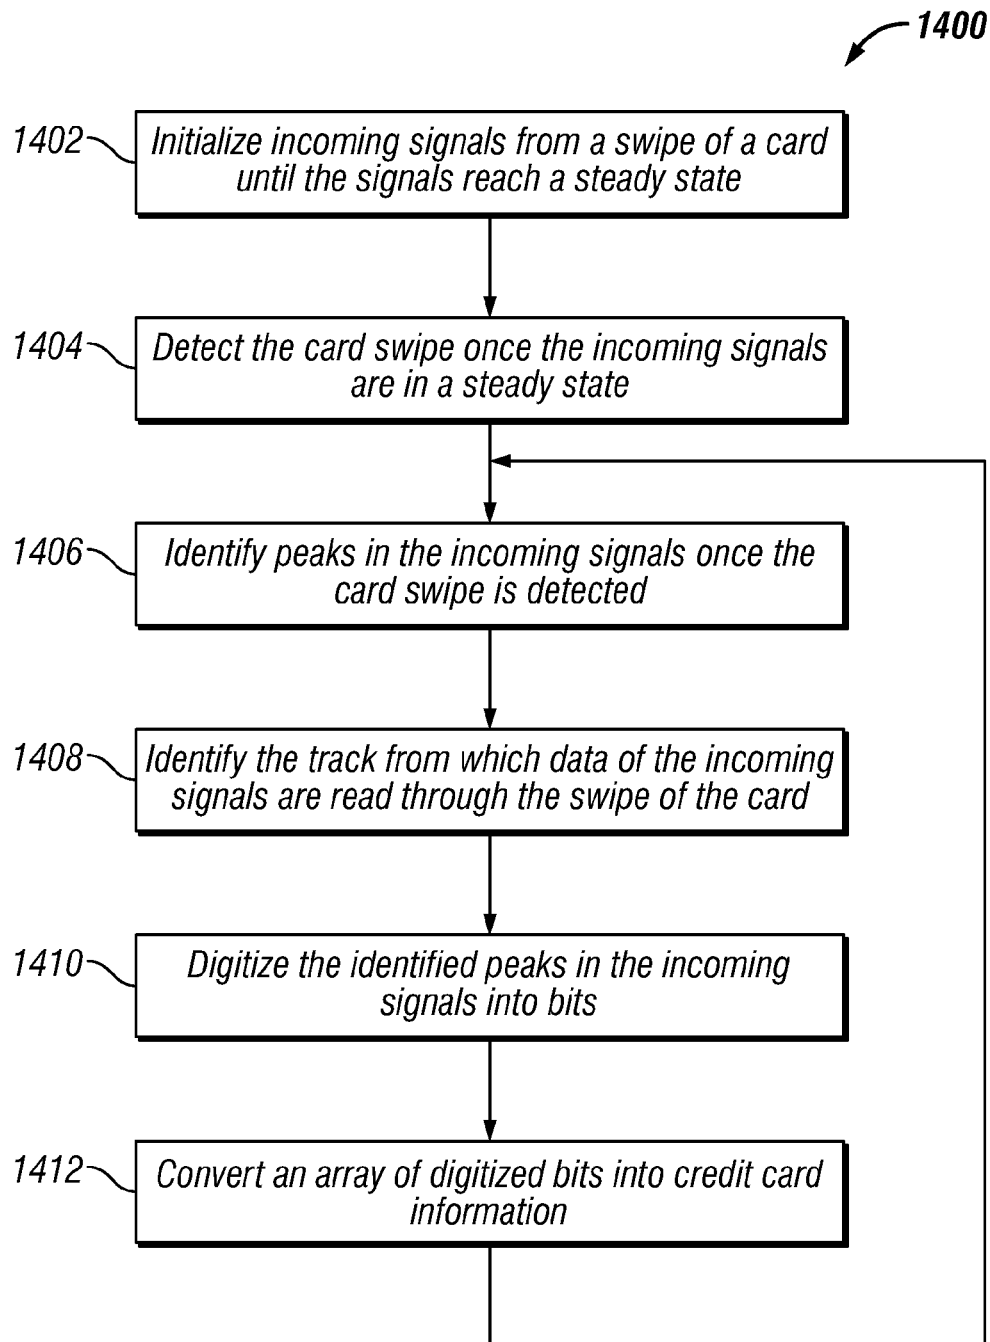 1400
1402
Initialize incoming signals from a swipe of a card
until the signals reach a steady state
1404
Detect the card swipe once the incoming signals
are in a steady state
1406
Identify peaks in the incoming signals once the
card swipe is detected
1408
Identify the track from which data of the incoming
signals are read through the swipe of the card
1410
Digitize the identified peaks in the incoming
signals into bits
1412
Convert an array of digitized bits into credit card
information